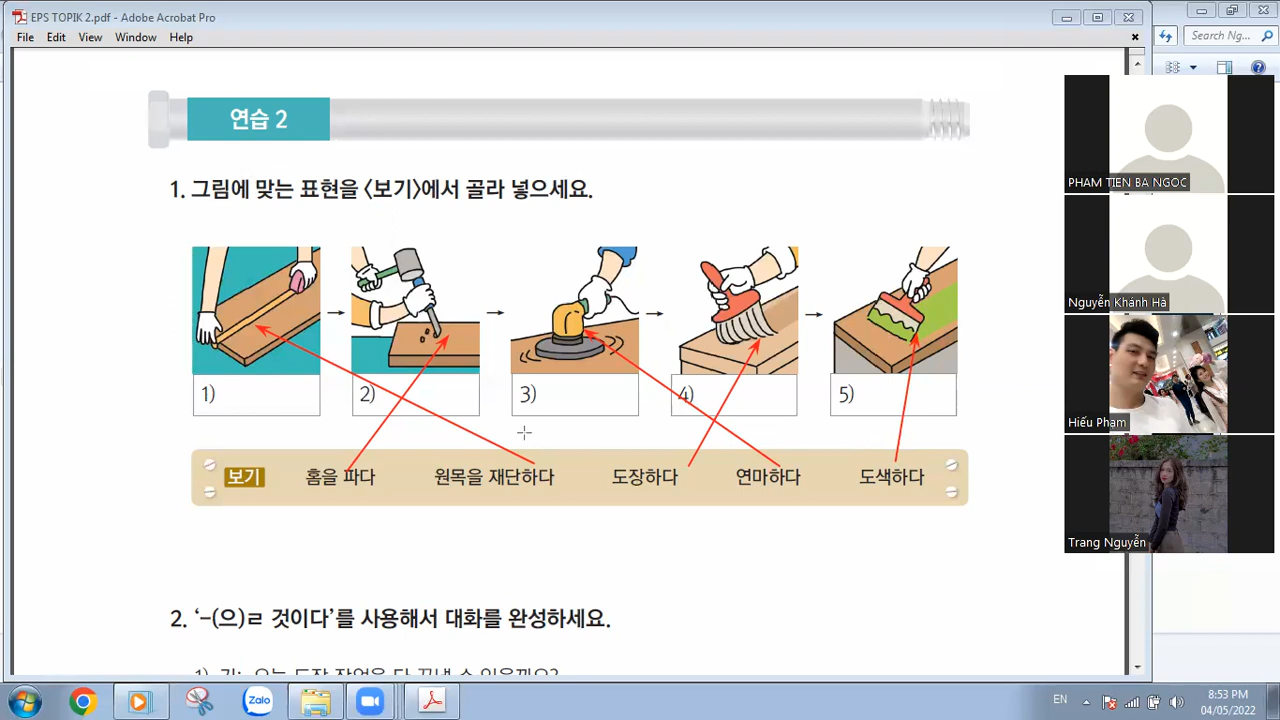 EPS TOPIK 2.pdf - Adobe Acrobat Pro
File Edit View Window Help
Search Ng...
연습 2
1. 그림에 맞는 표현을 〈보기〉에서 골라 넣으세요.
1) 2) 3) 4) 5)
보기 홈을 파다 원목을 재단하다 도장하다 연마하다 도색하다
2. ‘-(으)ㄹ 것이다’를 사용해서 대화를 완성하세요.
PHAM TIEN BA NGOC
Nguyễn Khánh Hà
Hiếu Phạm
Trang Nguyễn
Zalo
EN
8:53 PM
04/05/2022